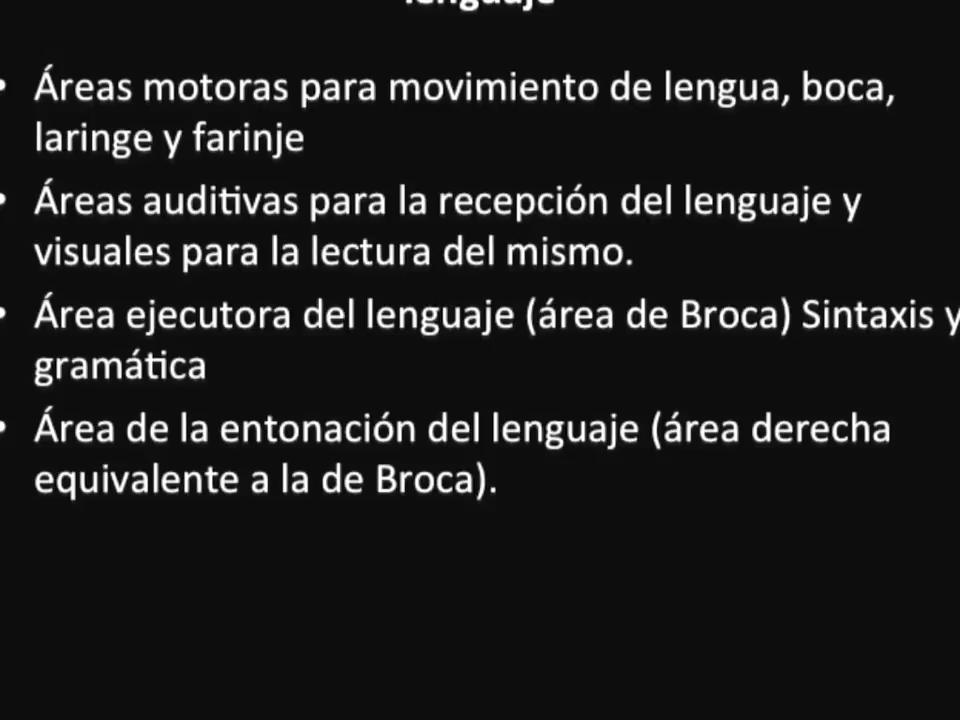 lenguaje
• Áreas motoras para movimiento de lengua, boca,
laringe y farinje
• Áreas auditivas para la recepción del lenguaje y
visuales para la lectura del mismo.
• Área ejecutora del lenguaje (área de Broca) Sintaxis y
gramática
• Área de la entonación del lenguaje (área derecha
equivalente a la de Broca).